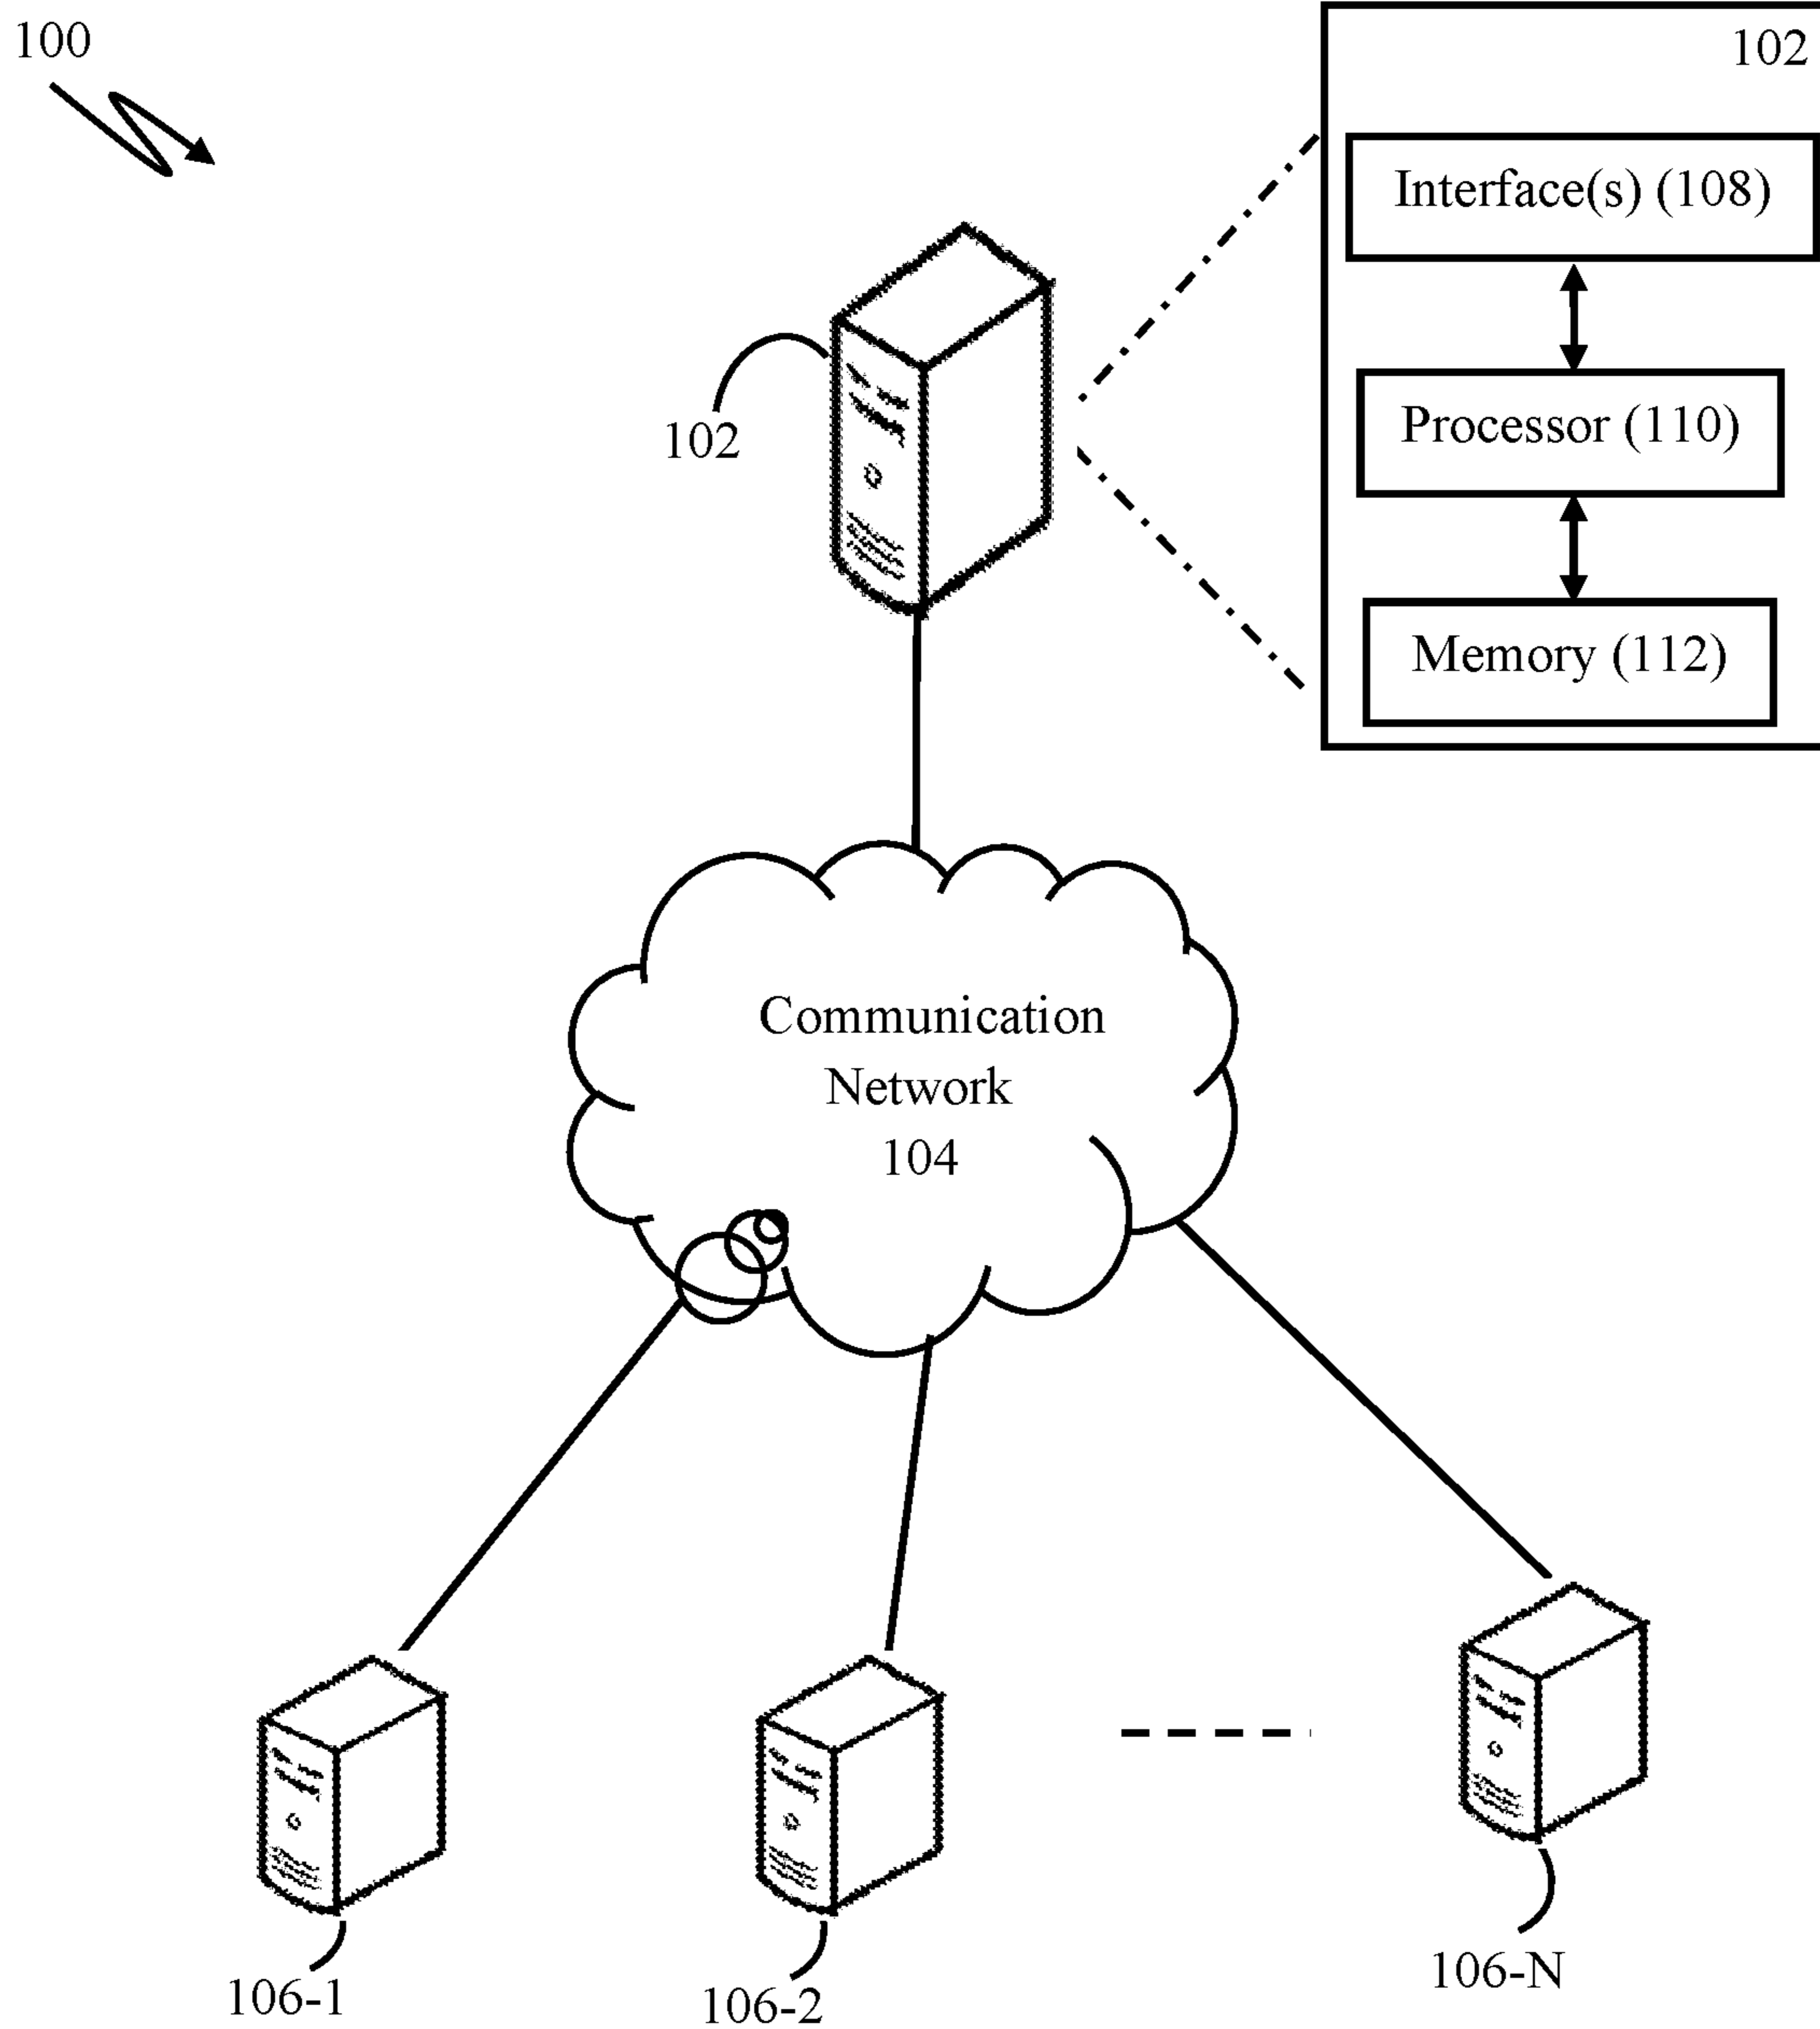 100
102
Interface(s) (108)
Processor (110)
102
Memory (112)
Communication
Network
104
106-1
106-2
106-N